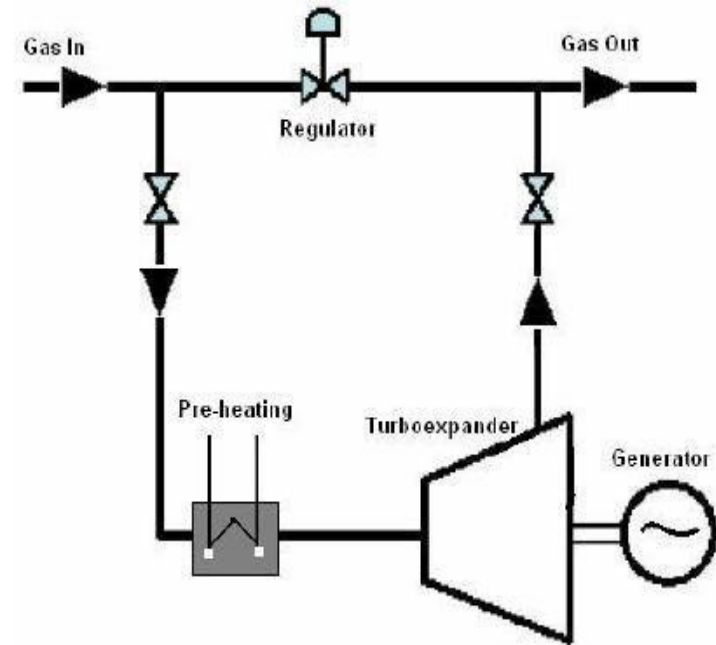 Gas In
Gas Out
Regulator
Pre-heating
Turboexpander
Generator